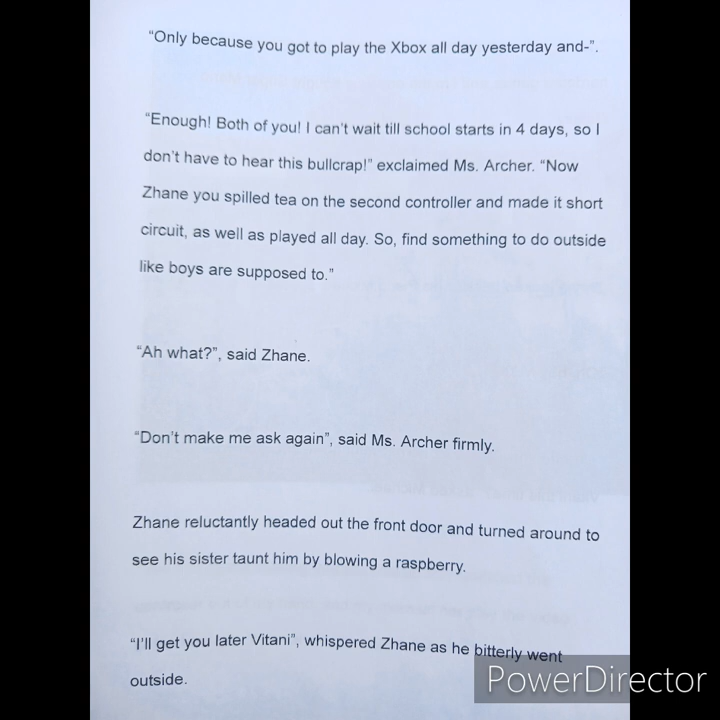 “Only because you got to play the Xbox all day yesterday and-”.
“Enough! Both of you! I can’t wait till school starts in 4 days, so I
don’t have to hear this bullcrap!” exclaimed Ms. Archer. “Now
Zhane you spilled tea on the second controller and made it short
circuit, as well as played all day. So, find something to do outside
like boys are supposed to.”
“Ah what?”, said Zhane.
“Don’t make me ask again”, said Ms. Archer firmly.
Zhane reluctantly headed out the front door and turned around to
see his sister taunt him by blowing a raspberry.
“I’ll get you later Vitani”, whispered Zhane as he bitterly went
outside.
PowerDirector